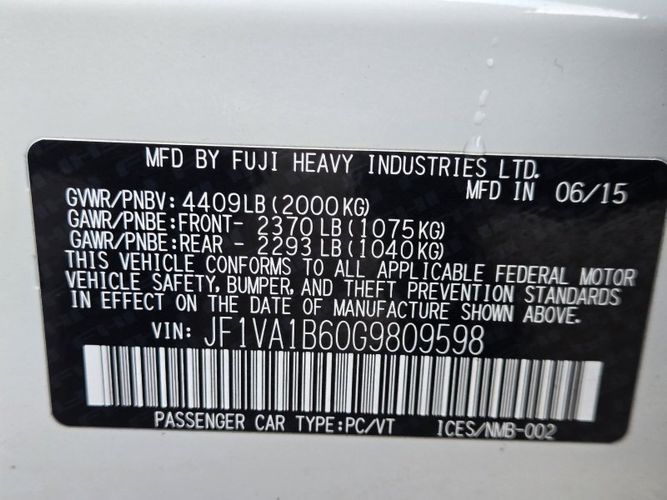 MFD BY FUJI HEAVY INDUSTRIES LTD.
MFD IN 06/15
GVWR/PNBV: 4409LB(2000KG)
GAWR/PNBE:FRONT- 2370LB(1075KG)
GAWR/PNBE:REAR - 2293LB(1040KG)
THIS VEHICLE CONFORMS TO ALL APPLICABLE FEDERAL MOTOR
VEHICLE SAFETY, BUMPER, AND THEFT PREVENTION STANDARDS
IN EFFECT ON THE DATE OF MANUFACTURE SHOWN ABOVE.
VIN: JF1VA1B60G9809598
PASSENGER CAR TYPE:PC/VT ICES/NMB-002